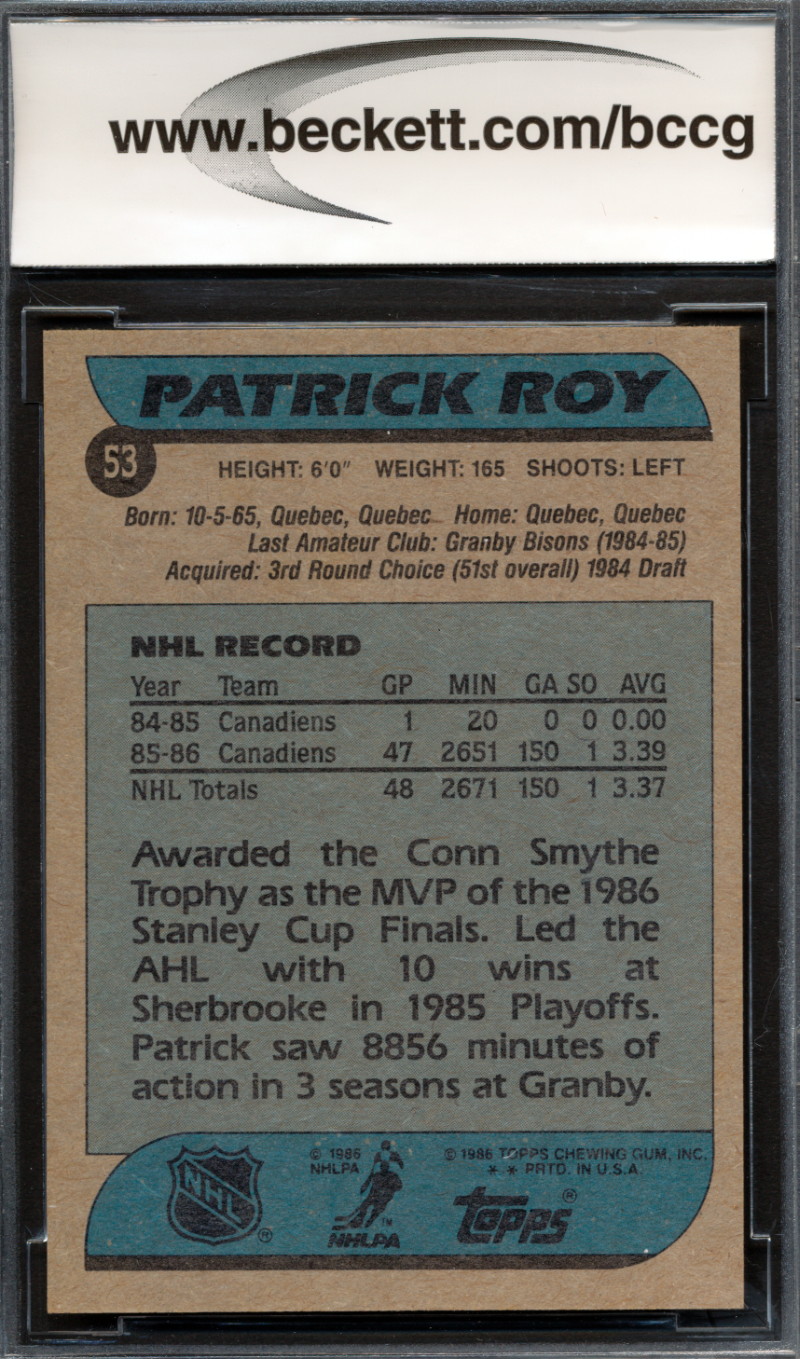 www.beckett.com/bccg
PATRICK ROY
53
HEIGHT: 6'0" WEIGHT: 165 SHOOTS: LEFT
Born: 10-5-65, Quebec, Quebec Home: Quebec, Quebec
Last Amateur Club: Granby Bisons (1984-85)
Acquired: 3rd Round Choice (51st overall) 1984 Draft
NHL RECORD
Year Team GP MIN GA SO AVG
84-85 Canadiens 1 20 0 0 0.00
85-86 Canadiens 47 2651 150 1 3.39
NHL Totals 48 2671 150 1 3.37
Awarded the Conn Smythe
Trophy as the MVP of the 1986
Stanley Cup Finals. Led the
AHL with 10 wins at
Sherbrooke in 1985 Playoffs.
Patrick saw 8856 minutes of
action in 3 seasons at Granby.
NHL ®
© 1986
NHLPA
™
NHLPA
© 1986 TOPPS CHEWING GUM, INC.
* * PRTD. IN U.S.A.
topps ®